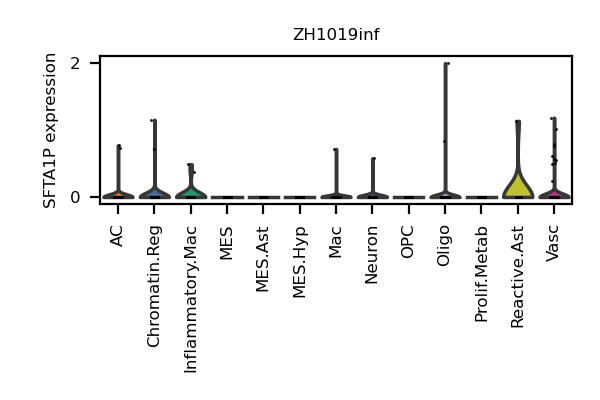 ZH1019inf
SFTA1P expression
2
0
AC
Chromatin.Reg
Inflammatory.Mac
MES
MES.Ast
MES.Hyp
Mac
Neuron
OPC
Oligo
Prolif.Metab
Reactive.Ast
Vasc